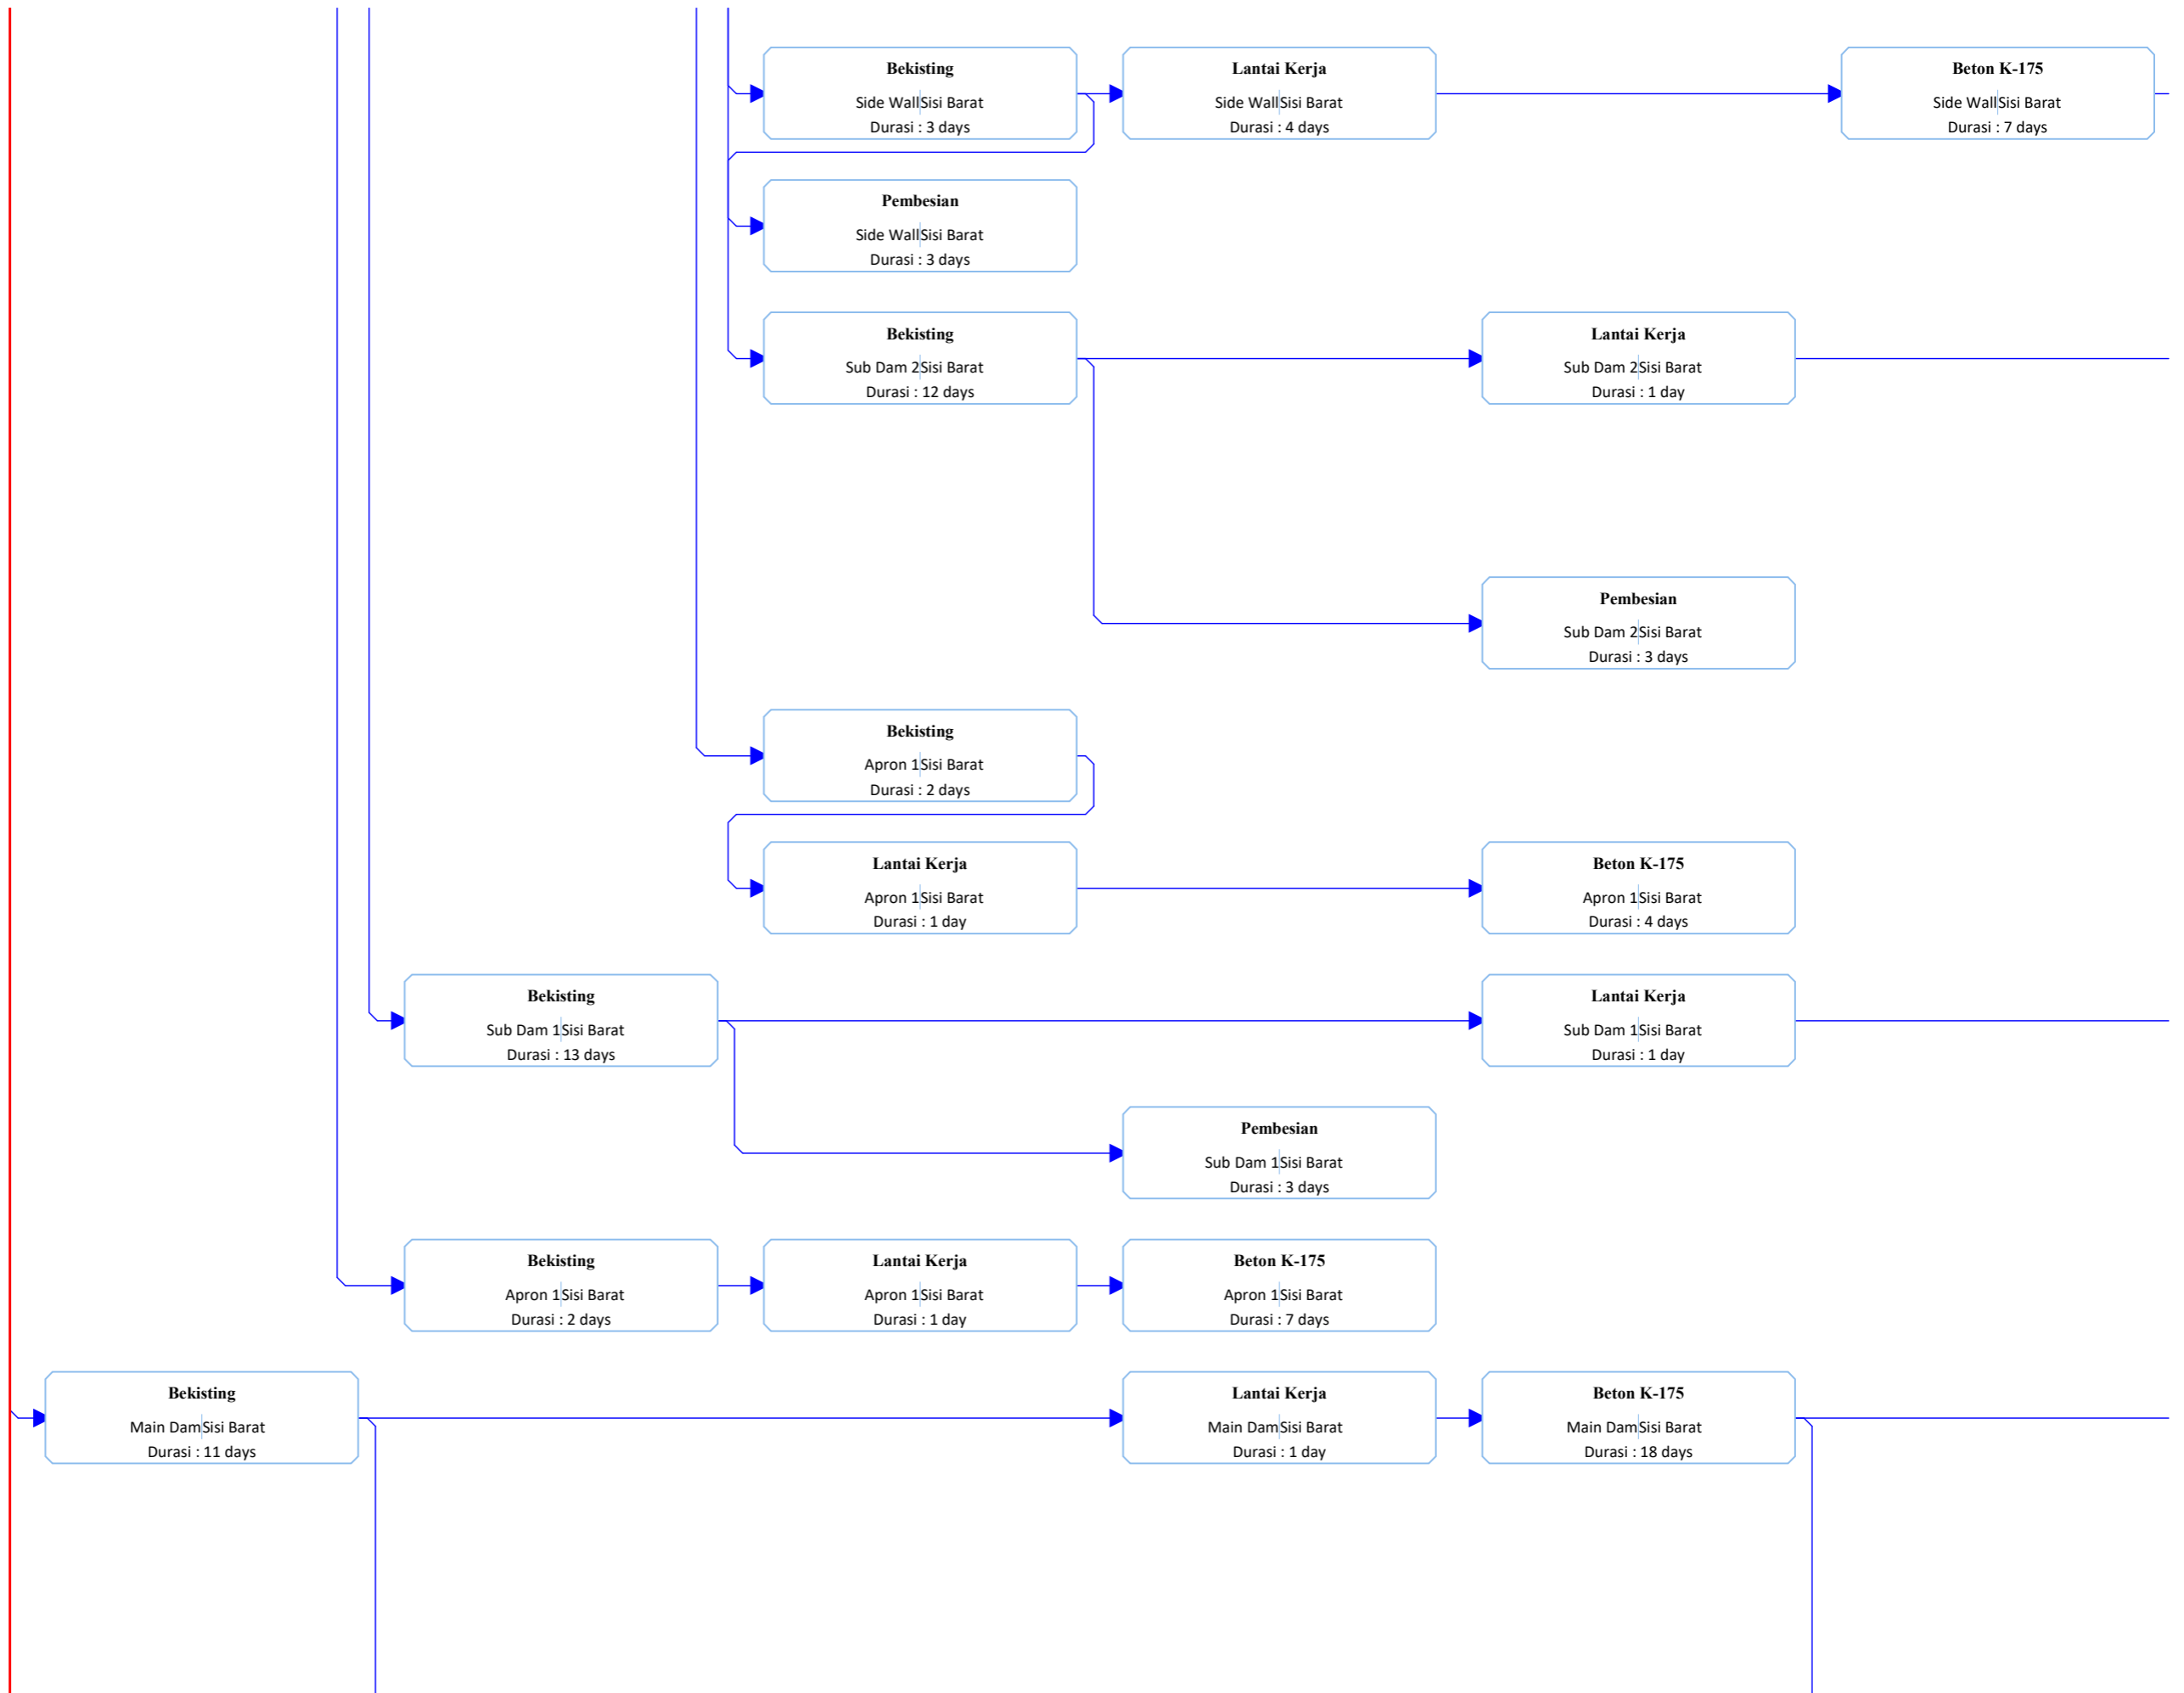 Bekisting
Side Wall Sisi Barat
Durasi : 3 days
Lantai Kerja
Side Wall Sisi Barat
Durasi : 4 days
Beton K-175
Side Wall Sisi Barat
Durasi : 7 days
Pembesian
Side Wall Sisi Barat
Durasi : 3 days
Bekisting
Sub Dam 2 Sisi Barat
Durasi : 12 days
Lantai Kerja
Sub Dam 2 Sisi Barat
Durasi : 1 day
Pembesian
Sub Dam 2 Sisi Barat
Durasi : 3 days
Bekisting
Apron 1 Sisi Barat
Durasi : 2 days
Lantai Kerja
Apron 1 Sisi Barat
Durasi : 1 day
Beton K-175
Apron 1 Sisi Barat
Durasi : 4 days
Bekisting
Sub Dam 1 Sisi Barat
Durasi : 13 days
Lantai Kerja
Sub Dam 1 Sisi Barat
Durasi : 1 day
Pembesian
Sub Dam 1 Sisi Barat
Durasi : 3 days
Bekisting
Apron 1 Sisi Barat
Durasi : 2 days
Lantai Kerja
Apron 1 Sisi Barat
Durasi : 1 day
Beton K-175
Apron 1 Sisi Barat
Durasi : 7 days
Bekisting
Main Dam Sisi Barat
Durasi : 11 days
Lantai Kerja
Main Dam Sisi Barat
Durasi : 1 day
Beton K-175
Main Dam Sisi Barat
Durasi : 18 days